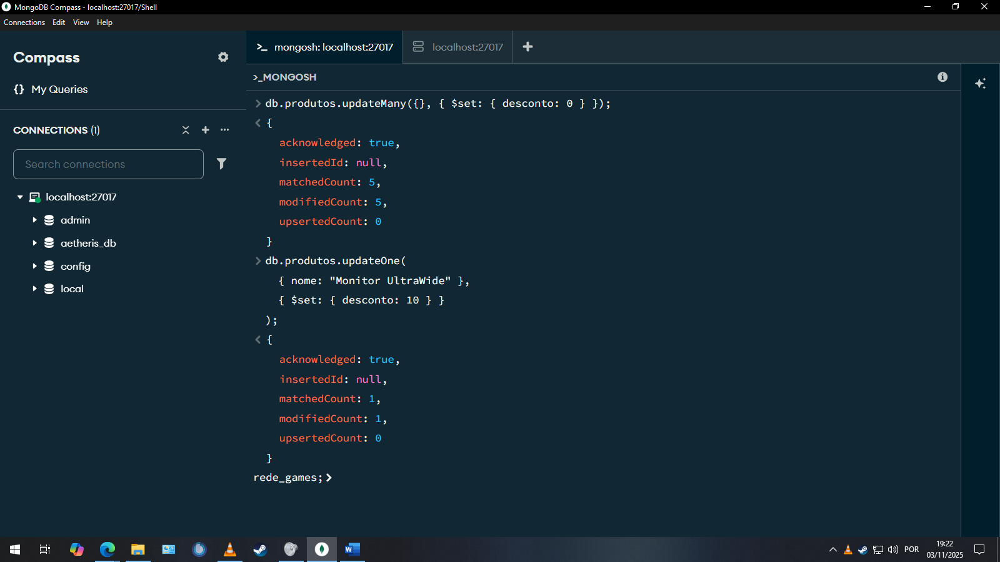 MongoDB Compass - localhost:27017/Shell
Connections Edit View Help
Compass
{} My Queries
CONNECTIONS (1)
Search connections
localhost:27017
admin
aetheris_db
config
local
>_ mongosh: localhost:27017
localhost:27017
>_MONGOSH
> db.produtos.updateMany({}, { $set: { desconto: 0 } });
< {
acknowledged: true,
insertedId: null,
matchedCount: 5,
modifiedCount: 5,
upsertedCount: 0
}
> db.produtos.updateOne(
{ nome: "Monitor UltraWide" },
{ $set: { desconto: 10 } }
);
< {
acknowledged: true,
insertedId: null,
matchedCount: 1,
modifiedCount: 1,
upsertedCount: 0
}
rede_games; >
POR
19:22
03/11/2025